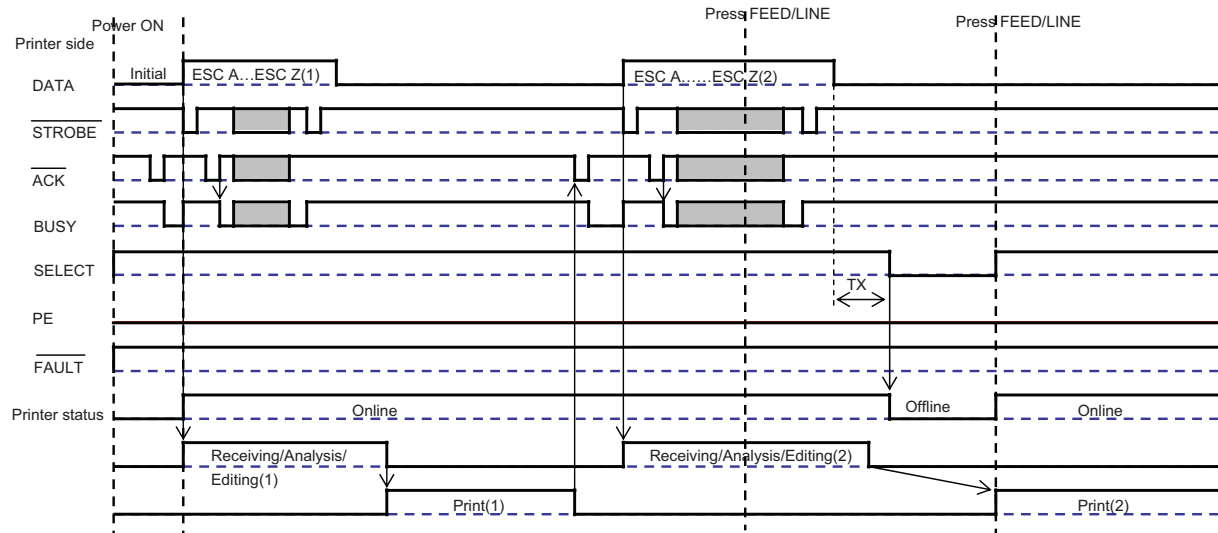 Press FEED/LINE
Power ON
Press FEED/LINE
Printer side
Initial
ESC A…ESC Z(1)
ESC A……ESC Z(2)
DATA
STROBE
ACK
BUSY
SELECT
TX
PE
FAULT
Printer status
Online
Offline
Online
Receiving/Analysis/
Editing(1)
Receiving/Analysis/Editing(2)
Print(1)
Print(2)